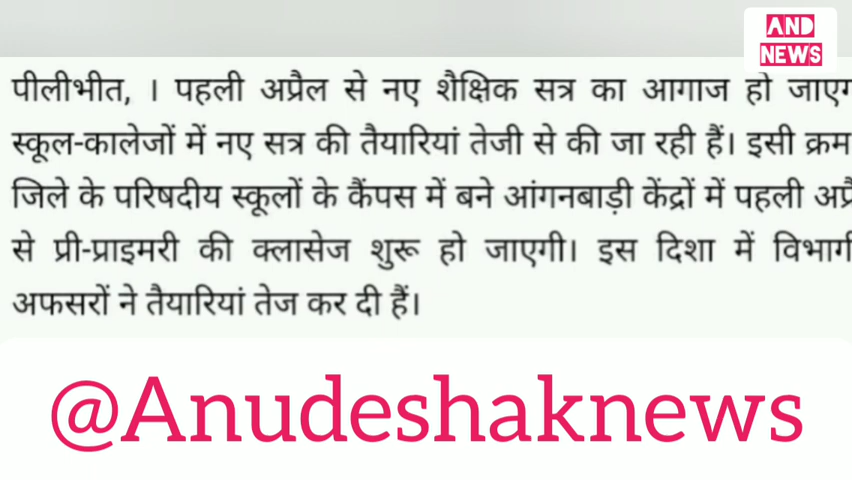 AND
NEWS
पीलीभीत, । पहली अप्रैल से नए शैक्षिक सत्र का आगाज हो
स्कूल-कालेजों में नए सत्र की तैयारियां तेजी से की जा रही हैं। इसी क्रम
जिले के परिषदीय स्कूलों के कैंपस में बने आंगनबाड़ी केंद्रों में पहली
से प्री-प्राइमरी की क्लासेज शुरू हो जाएगी। इस दिशा में
अफसरों ने तैयारियां तेज कर दी हैं।
@Anudeshaknews